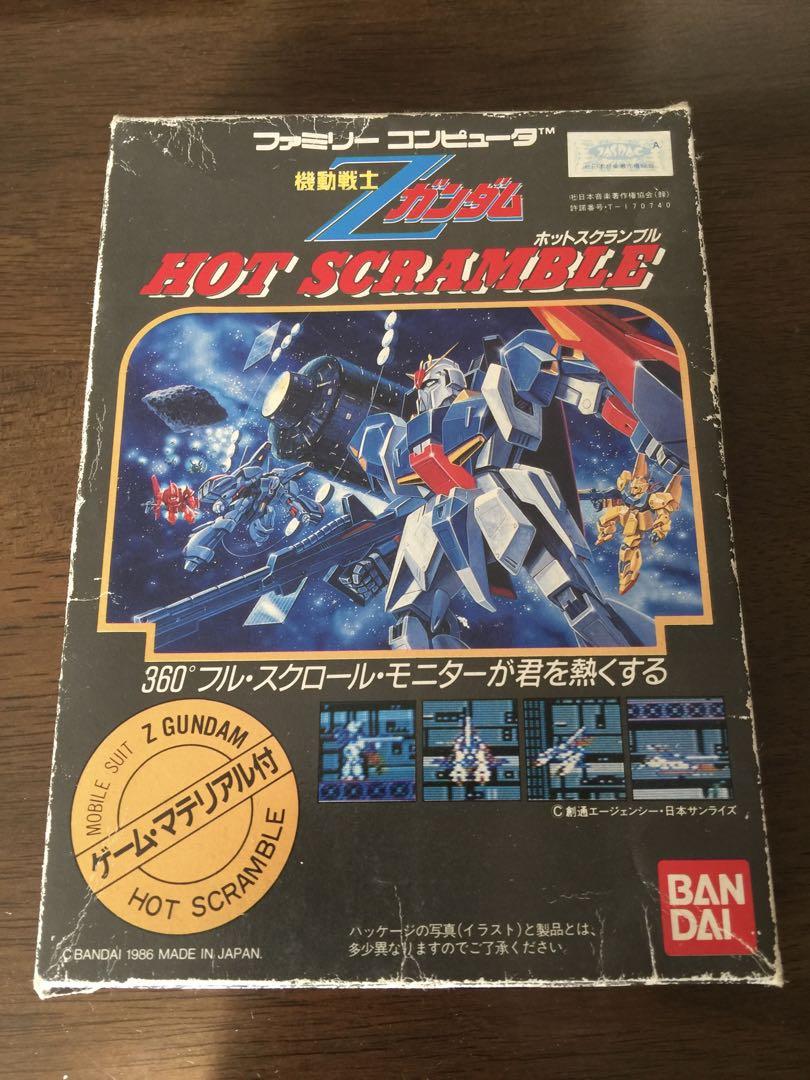 ファミリー コンピュータ™
JASRAC
A
機動戦士
Zガンダム
(社)日本音楽著作権協会(録)
許諾番号・T-170740
ホットスクランブル
HOT SCRAMBLE
360°フル・スクロール・モニターが君を熱くする
MOBILE SUIT Z GUNDAM
ゲーム・マテリアル付
HOT SCRAMBLE
C 創通エージェンシー・日本サンライズ
BAN
DAI
パッケージの写真(イラスト)と製品とは、
多少異なりますのでご了承ください。
C BANDAI 1986 MADE IN JAPAN.